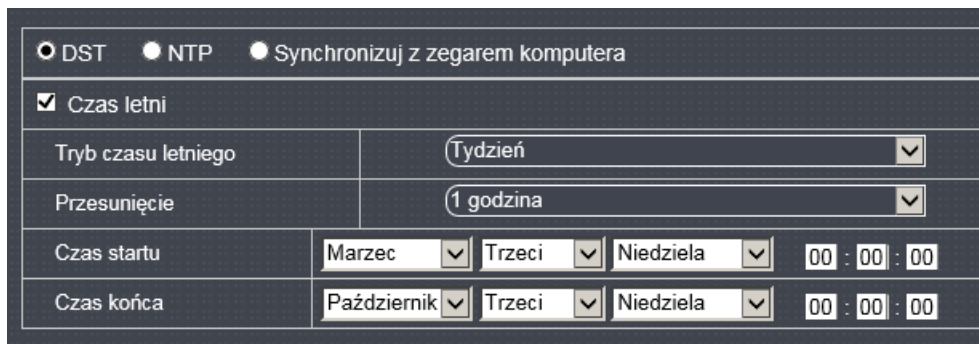 DST NTP Synchronizuj z zegarem komputera
Czas letni
Tryb czasu letniego Tydzień
Przesunięcie 1 godzina
Czas startu Marzec Trzeci Niedziela 00 : 00 : 00
Czas końca Październik Trzeci Niedziela 00 : 00 : 00